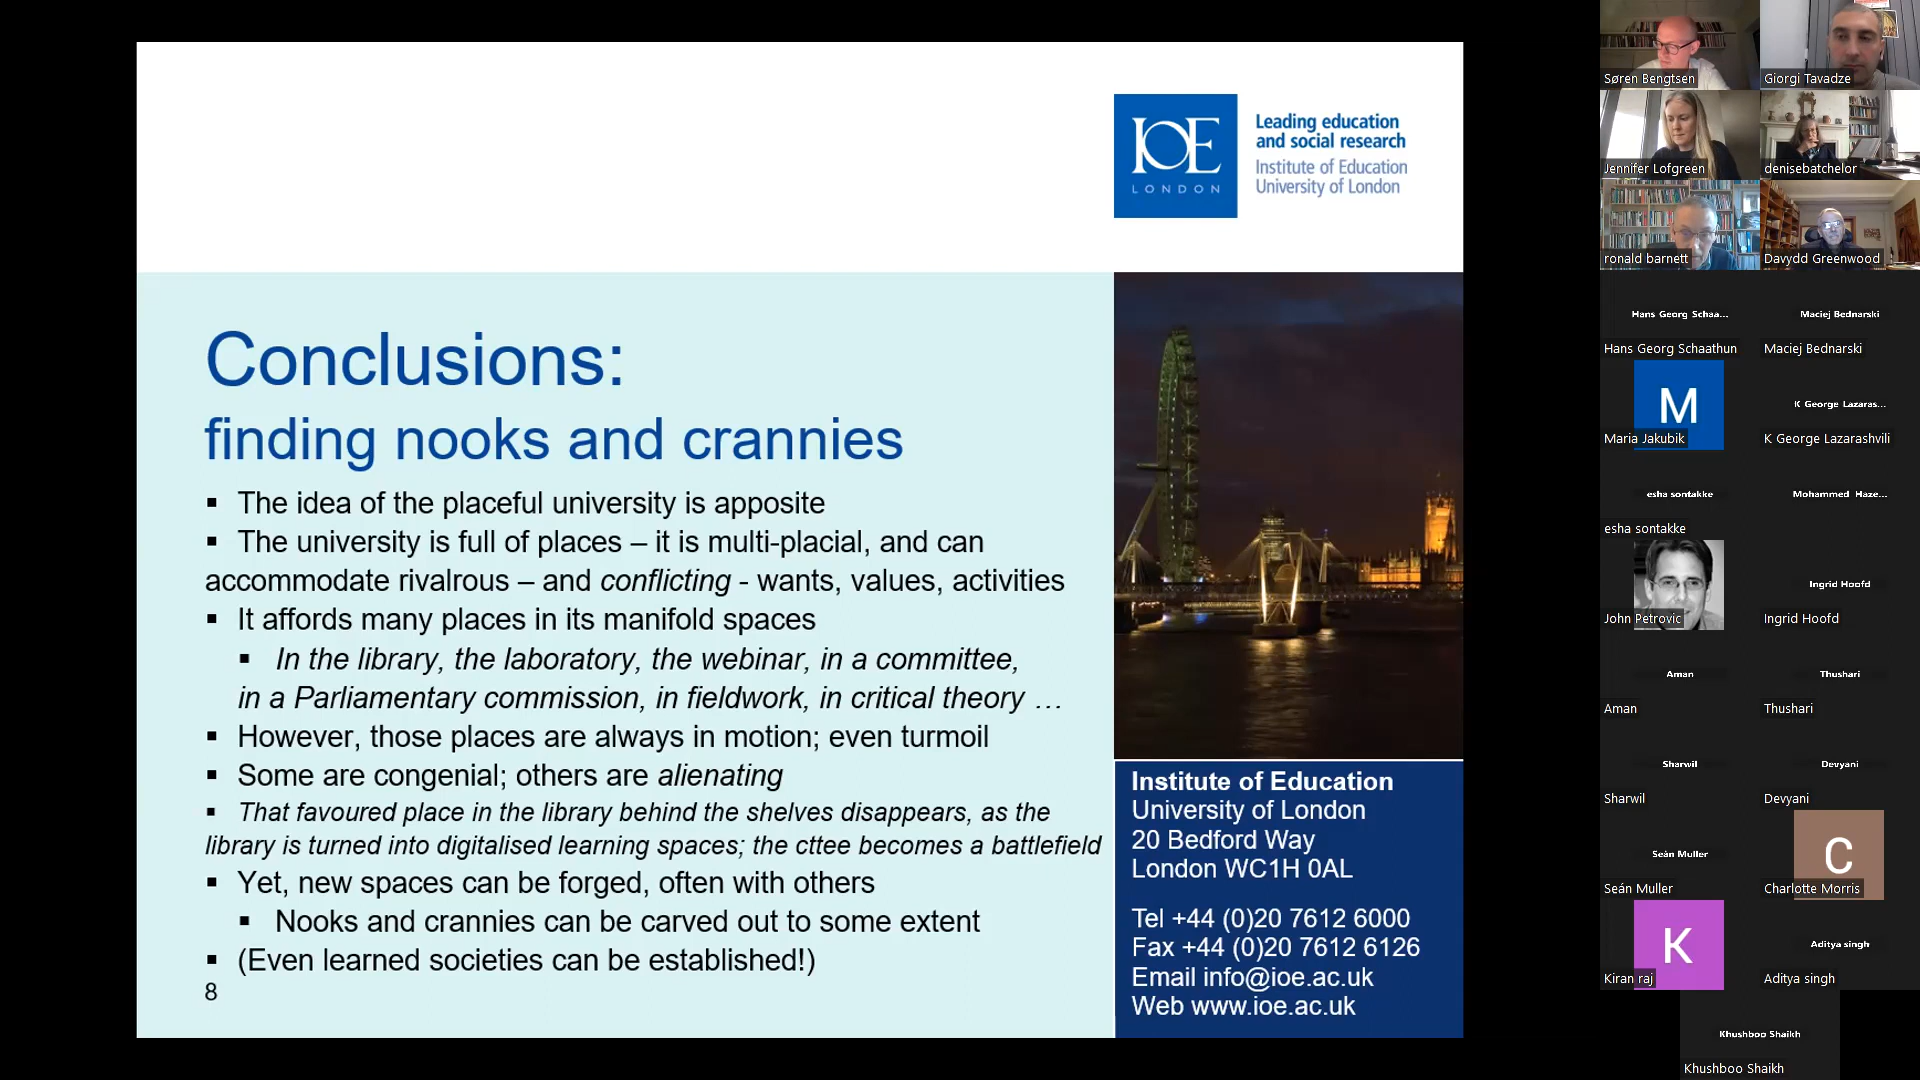 IOE
LONDON
Leading education
and social research
Institute of Education
University of London
Conclusions:
finding nooks and crannies
▪ The idea of the placeful university is apposite
▪ The university is full of places – it is multi-placial, and can
accommodate rivalrous – and conflicting - wants, values, activities
▪ It affords many places in its manifold spaces
▪ In the library, the laboratory, the webinar, in a committee,
in a Parliamentary commission, in fieldwork, in critical theory …
▪ However, those places are always in motion; even turmoil
▪ Some are congenial; others are alienating
▪ That favoured place in the library behind the shelves disappears, as the
library is turned into digitalised learning spaces; the cttee becomes a battlefield
▪ Yet, new spaces can be forged, often with others
▪ Nooks and crannies can be carved out to some extent
▪ (Even learned societies can be established!)
8
Institute of Education
University of London
20 Bedford Way
London WC1H 0AL
Tel +44 (0)20 7612 6000
Fax +44 (0)20 7612 6126
Email info@ioe.ac.uk
Web www.ioe.ac.uk
Søren Bengtsen
Giorgi Tavadze
Jennifer Lofgreen
denisebatchelor
ronald barnett
Davydd Greenwood
Hans Georg Schaa...
Hans Georg Schaathun
Maciej Bednarski
Maciej Bednarski
M
Maria Jakubik
K George Lazaras...
K George Lazarashvili
esha sontakke
esha sontakke
Mohammed Haze...
John Petrovic
Ingrid Hoofd
Ingrid Hoofd
Aman
Aman
Thushari
Thushari
Sharwil
Sharwil
Devyani
Devyani
Seán Muller
Seán Muller
C
Charlotte Morris
K
Kiran raj
Aditya singh
Aditya singh
Khushboo Shaikh
Khushboo Shaikh